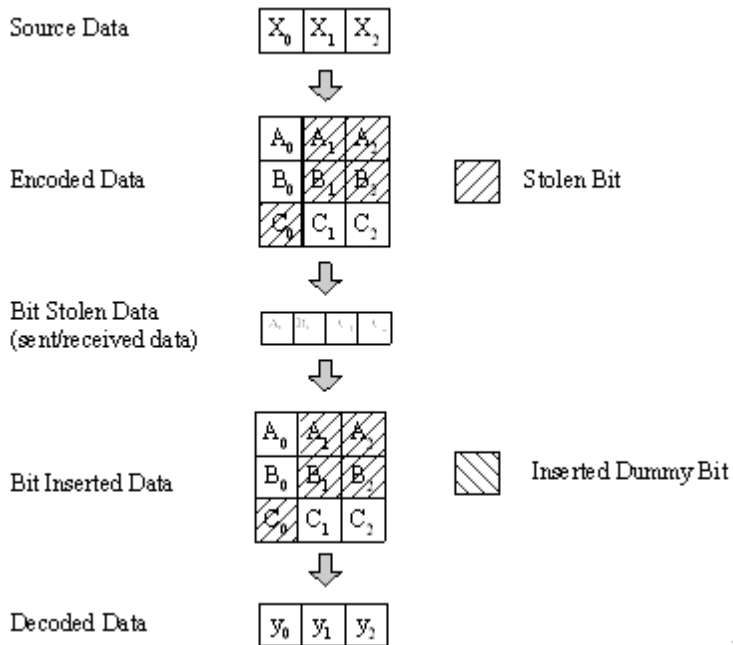 Source Data
X0 X1 X2
A0 A1 A2
Encoded Data
B0 B1 B2
Stolen Bit
C0 C1 C2
Bit Stolen Data
(sent/received data)
A0 A1 A2
Bit Inserted Data
B0 B1 B2
Inserted Dummy Bit
C0 C1 C2
Decoded Data
y0 y1 y2